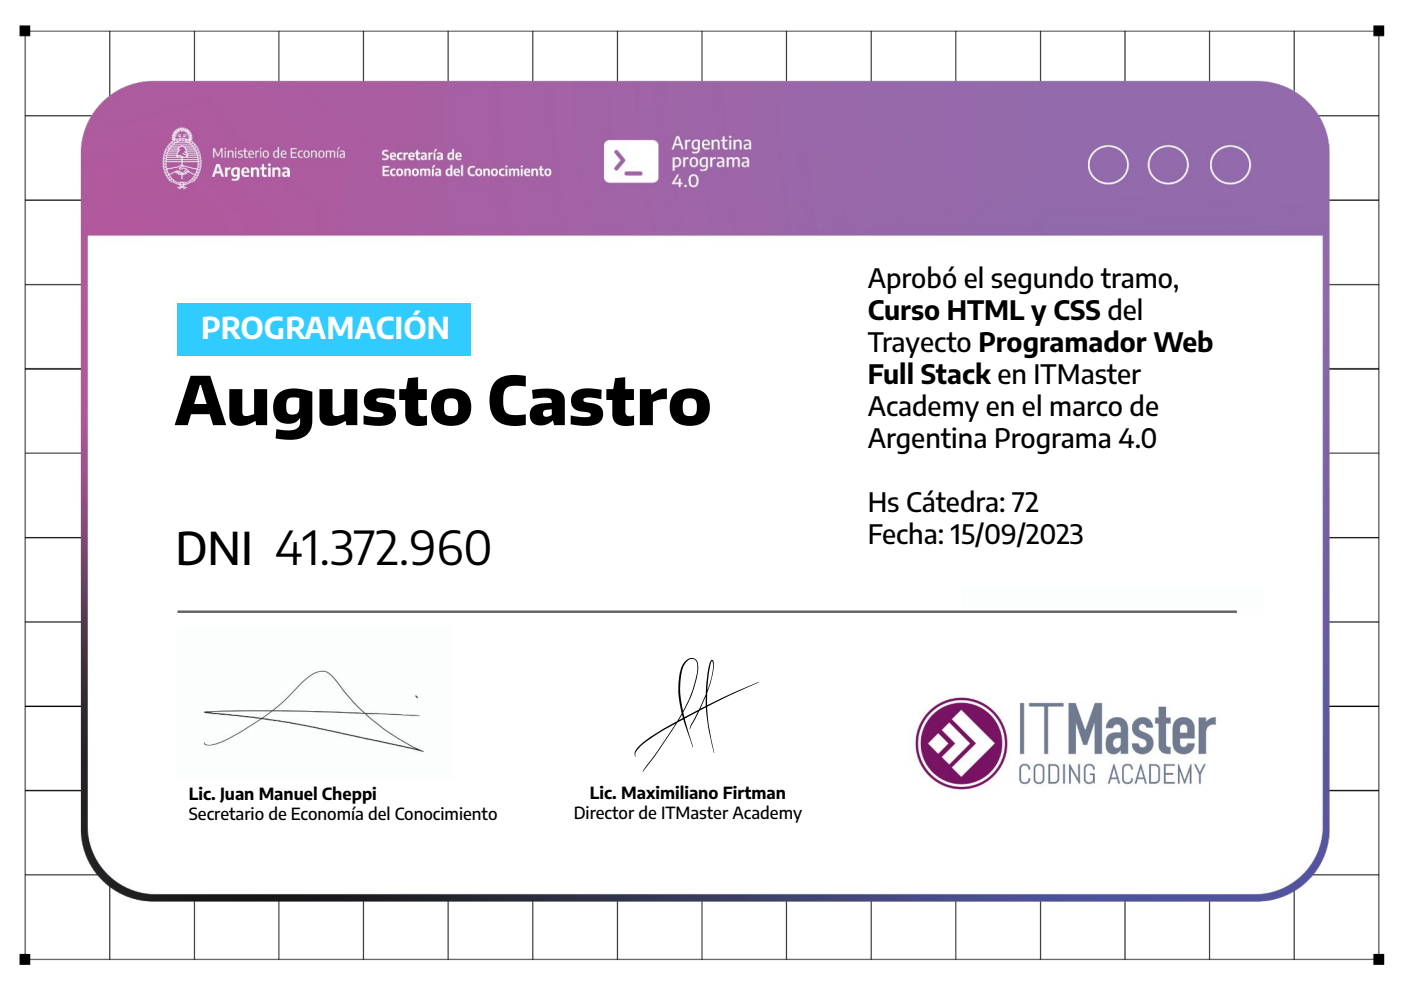 Ministerio de Economía
Argentina
Secretaría de
Economía del Conocimiento
Argentina
programa
4.0
PROGRAMACIÓN
Augusto Castro
DNI 41.372.960
Aprobó el segundo tramo,
Curso HTML y CSS del
Trayecto Programador Web
Full Stack en ITMaster
Academy en el marco de
Argentina Programa 4.0
Hs Cátedra: 72
Fecha: 15/09/2023
Lic. Juan Manuel Cheppi
Secretario de Economía del Conocimiento
Lic. Maximiliano Firtman
Director de ITMaster Academy
ITMaster
CODING ACADEMY